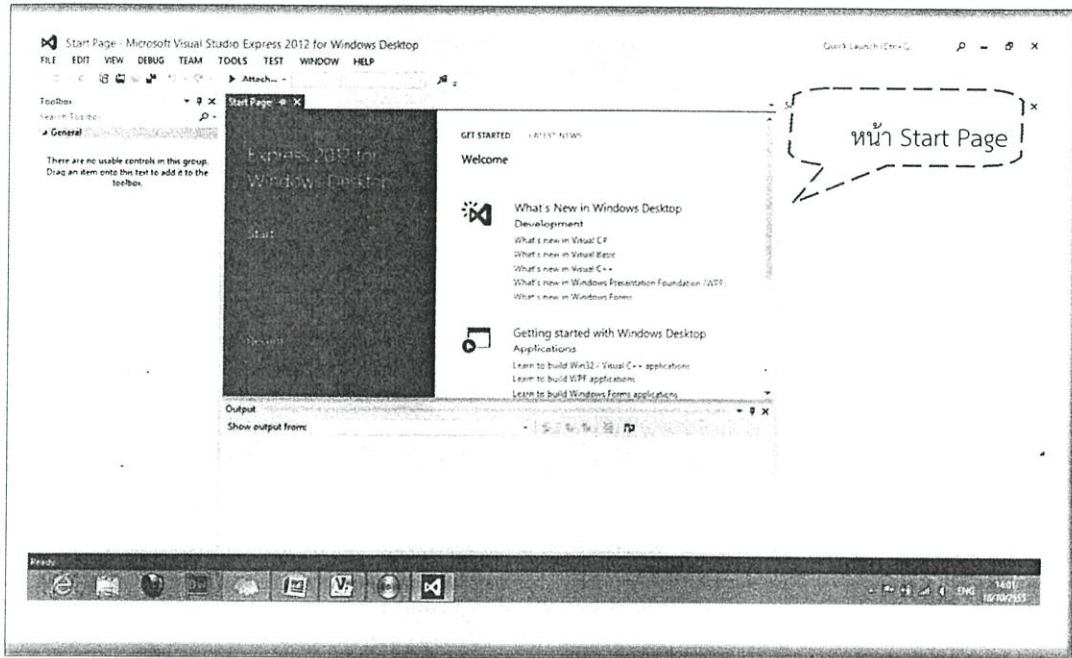 Start Page - Microsoft Visual Studio Express 2012 for Windows Desktop
Quick Launch (Ctrl+Q)
FILE EDIT VIEW DEBUG TEAM TOOLS TEST WINDOW HELP
Attach...
Toolbox
Search Toolbox
General
There are no usable controls in this group.
Drag an item onto this text to add it to the
toolbox.
Start Page
Express 2012 for
Windows Desktop
Start
Recent
GET STARTED LATEST NEWS
Welcome
What's New in Windows Desktop
Development
What's new in Visual C#
What's new in Visual Basic
What's new in Visual C++
What's new in Windows Presentation Foundation (WPF)
What's new in Windows Forms
Getting started with Windows Desktop
Applications
Learn to build Win32 / Visual C++ applications
Learn to build WPF applications
Learn to build Windows Forms applications
หน้า Start Page
Output
Show output from:
Ready
ENG
14:01
16/10/2555